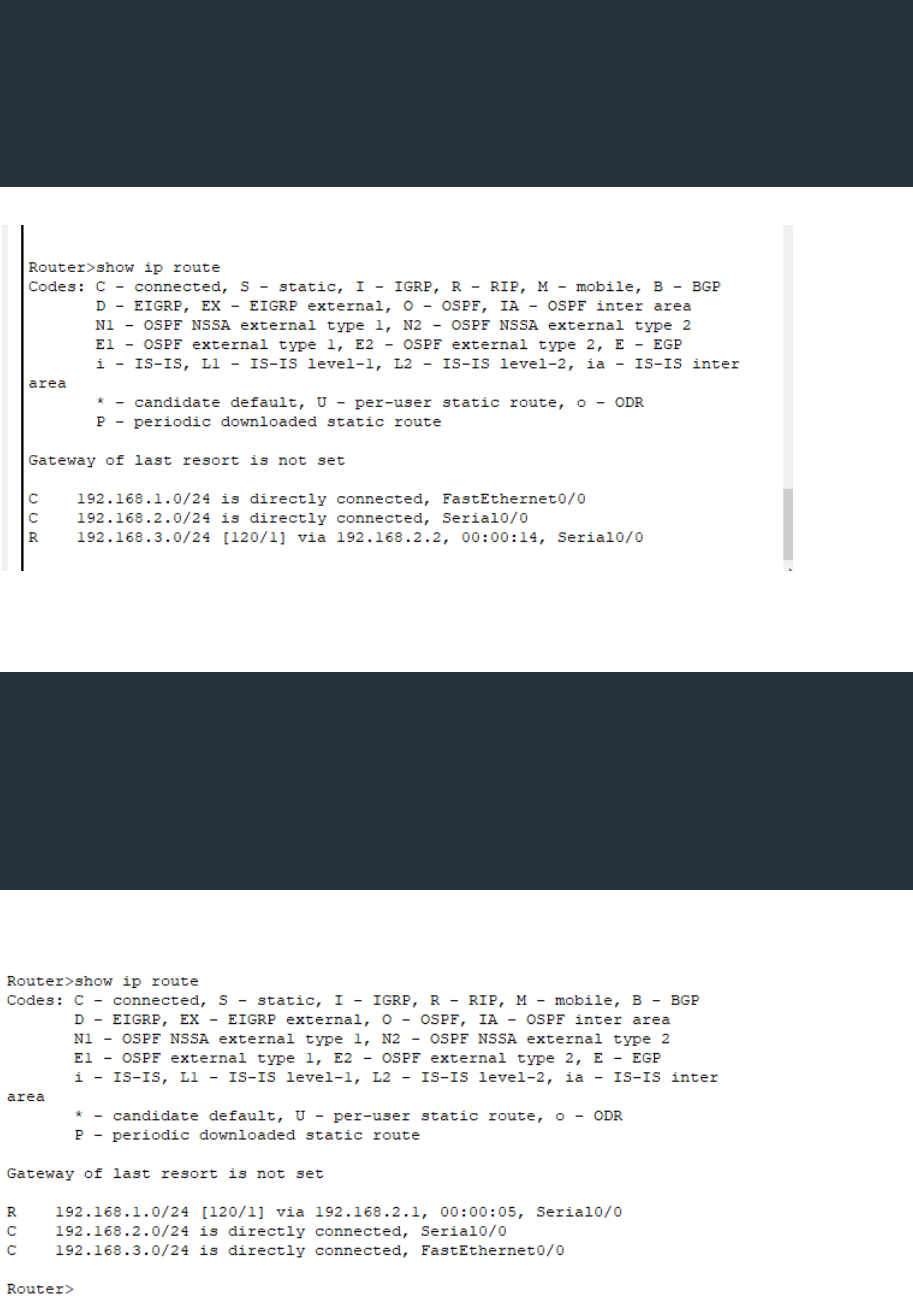 Router>show ip route
Codes: C - connected, S - static, I - IGRP, R - RIP, M - mobile, B - BGP
       D - EIGRP, EX - EIGRP external, O - OSPF, IA - OSPF inter area
       N1 - OSPF NSSA external type 1, N2 - OSPF NSSA external type 2
       E1 - OSPF external type 1, E2 - OSPF external type 2, E - EGP
       i - IS-IS, L1 - IS-IS level-1, L2 - IS-IS level-2, ia - IS-IS inter
area
       * - candidate default, U - per-user static route, o - ODR
       P - periodic downloaded static route
Gateway of last resort is not set
C    192.168.1.0/24 is directly connected, FastEthernet0/0
C    192.168.2.0/24 is directly connected, Serial0/0
R    192.168.3.0/24 [120/1] via 192.168.2.2, 00:00:14, Serial0/0
Router>show ip route
Codes: C - connected, S - static, I - IGRP, R - RIP, M - mobile, B - BGP
       D - EIGRP, EX - EIGRP external, O - OSPF, IA - OSPF inter area
       N1 - OSPF NSSA external type 1, N2 - OSPF NSSA external type 2
       E1 - OSPF external type 1, E2 - OSPF external type 2, E - EGP
       i - IS-IS, L1 - IS-IS level-1, L2 - IS-IS level-2, ia - IS-IS inter
area
       * - candidate default, U - per-user static route, o - ODR
       P - periodic downloaded static route
Gateway of last resort is not set
R    192.168.1.0/24 [120/1] via 192.168.2.1, 00:00:05, Serial0/0
C    192.168.2.0/24 is directly connected, Serial0/0
C    192.168.3.0/24 is directly connected, FastEthernet0/0
Router>